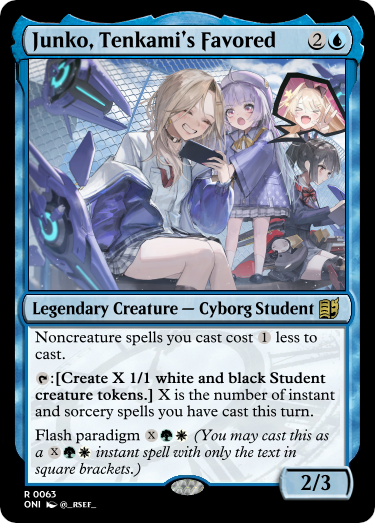 Junko, Tenkami's Favored 2
Legendary Creature — Cyborg Student
Noncreature spells you cast cost 1 less to
cast.
:[Create X 1/1 white and black Student
creature tokens.] X is the number of instant
and sorcery spells you have cast this turn.
Flash paradigm X (You may cast this as
a X instant spell with only the text in
square brackets.)
2/3
R 0063
ONI @_RSEF_